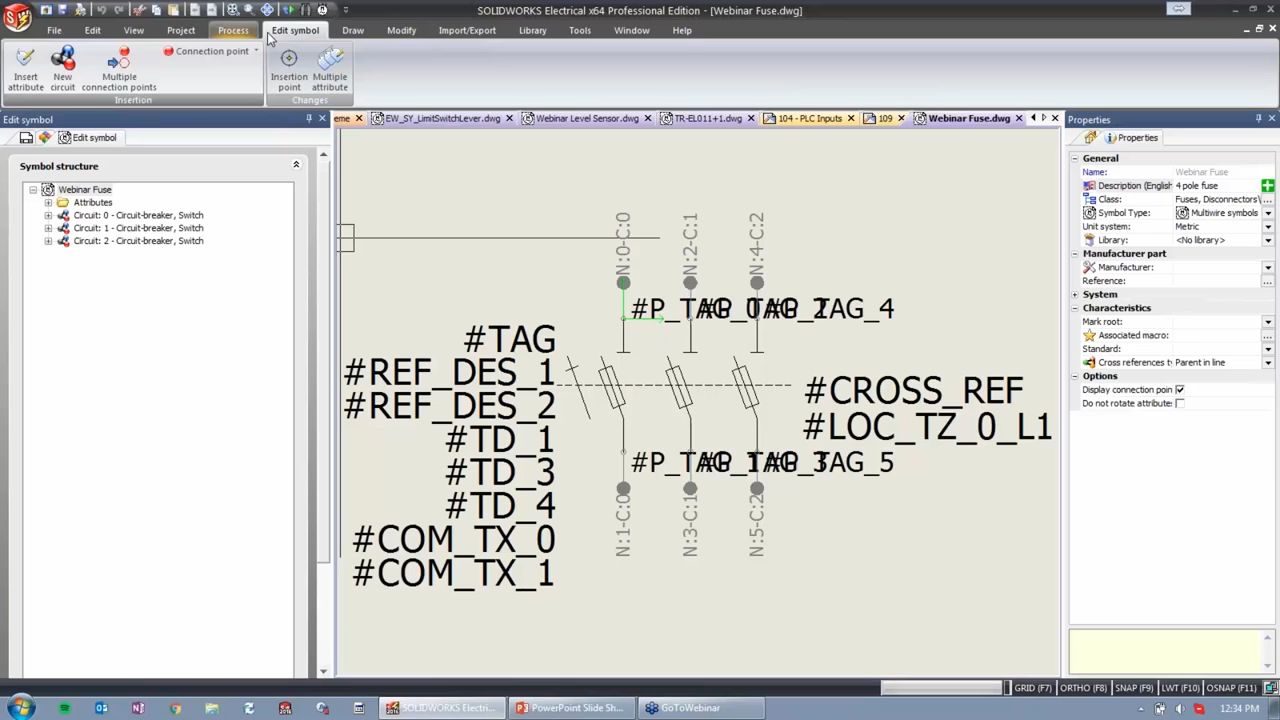 SOLIDWORKS Electrical x64 Professional Edition - [Webinar Fuse.dwg]
File Edit View Project Process Edit symbol Draw Modify Import/Export Library Tools Window Help
Insert attribute
New circuit
Multiple connection points
Connection point
Insertion point
Multiple attribute
Insertion
Changes
Edit symbol
eme
EW_SY_LimitSwitchLever.dwg
Webinar Level Sensor.dwg
TR-EL011+1.dwg
104 - PLC Inputs
109
Webinar Fuse.dwg
Properties
Edit symbol
Properties
Symbol structure
Webinar Fuse
Attributes
Circuit: 0 - Circuit-breaker, Switch
Circuit: 1 - Circuit-breaker, Switch
Circuit: 2 - Circuit-breaker, Switch
N:0-C:0
N:2-C:1
N:4-C:2
#P_TAG_4
#TAG
#REF_DES_1
#REF_DES_2
#TD_1
#TD_3
#TD_4
#COM_TX_0
#COM_TX_1
#CROSS_REF
#LOC_TZ_0_L1
#P_TAG_5
N:1-C:0
N:3-C:1
N:5-C:2
General
Name: Webinar Fuse
Description (English 4 pole fuse
Class: Fuses, Disconnectors\
Symbol Type: Multiwire symbols
Unit system: Metric
Library: <No library>
Manufacturer part
Manufacturer:
Reference:
System
Characteristics
Mark root:
Associated macro:
Standard:
Cross references ty Parent in line
Options
Display connection poin
Do not rotate attribute
GRID (F7) ORTHO (F8) SNAP (F9) LWT (F10) OSNAP (F11)
SOLIDWORKS Electri...
PowerPoint Slide Sh...
GoToWebinar
12:34 PM